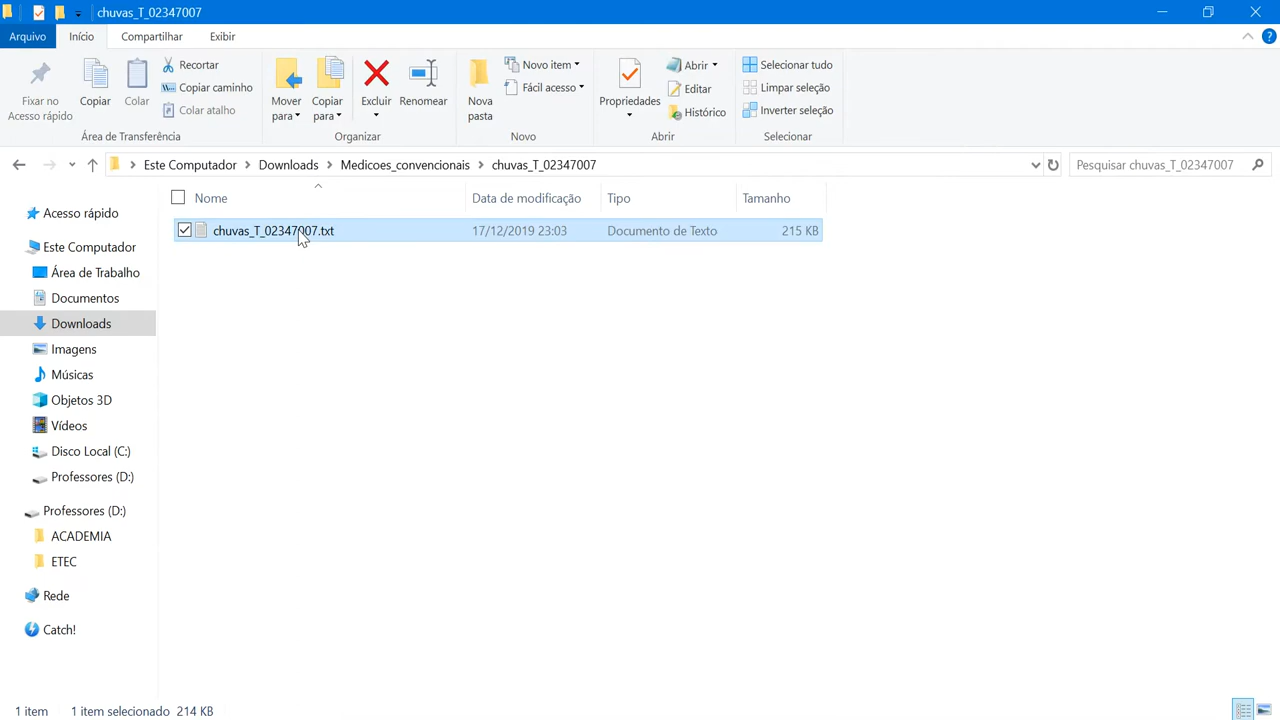 chuvas_T_02347007
Arquivo Início Compartilhar Exibir
Fixar no Acesso rápido
Copiar
Colar
Recortar
Copiar caminho
Colar atalho
Área de Transferência
Mover para
Copiar para
Excluir
Renomear
Organizar
Nova pasta
Novo item
Fácil acesso
Novo
Propriedades
Abrir
Editar
Histórico
Abrir
Selecionar tudo
Limpar seleção
Inverter seleção
Selecionar
Este Computador > Downloads > Medicoes_convencionais > chuvas_T_02347007
Pesquisar chuvas_T_02347007
Nome Data de modificação Tipo Tamanho
chuvas_T_02347007.txt 17/12/2019 23:03 Documento de Texto 215 KB
Acesso rápido
Este Computador
Área de Trabalho
Documentos
Downloads
Imagens
Músicas
Objetos 3D
Vídeos
Disco Local (C:)
Professores (D:)
Professores (D:)
ACADEMIA
ETEC
Rede
Catch!
1 item 1 item selecionado 214 KB